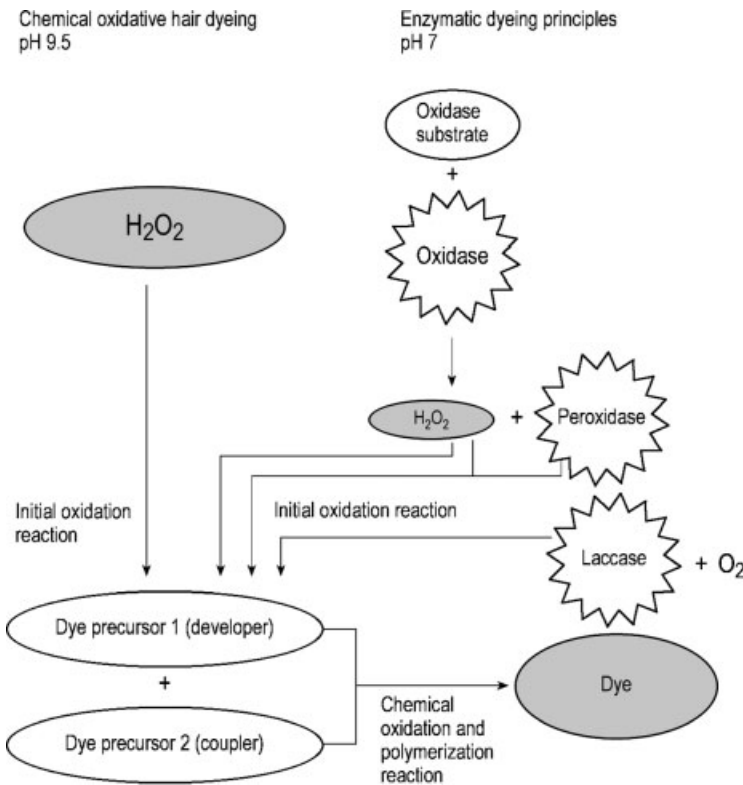 Chemical oxidative hair dyeing
pH 9.5
Enzymatic dyeing principles
pH 7
Oxidase
substrate
+
H₂O₂
Oxidase
H₂O₂
+
Peroxidase
Initial oxidation
reaction
Initial oxidation reaction
Laccase
+ O₂
Dye precursor 1 (developer)
+
Dye
Dye precursor 2 (coupler)
Chemical
oxidation and
polymerization
reaction